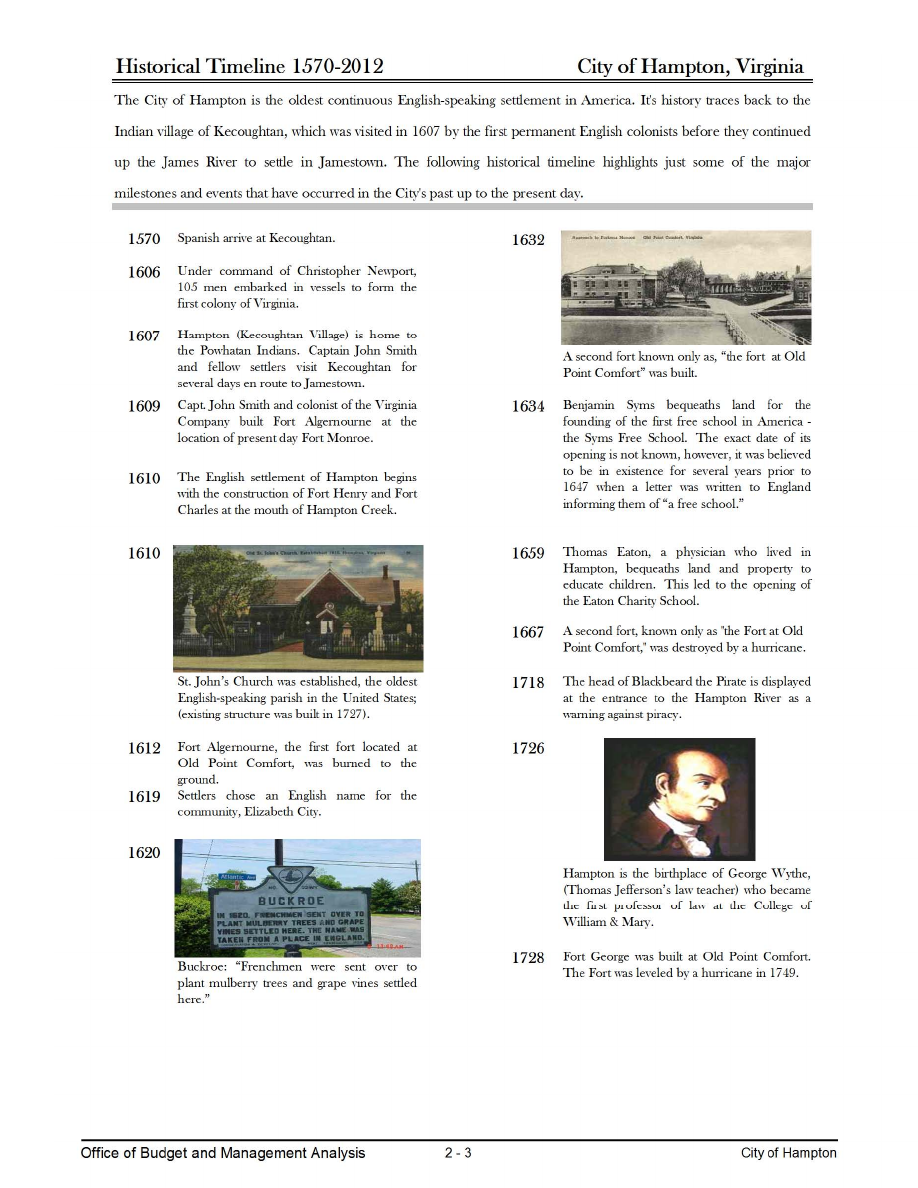 Historical Timeline 1570-2012 City of Hampton, Virginia
The City of Hampton is the oldest continuous English-speaking settlement in America. It's history traces back to the
Indian village of Kecoughtan, which was visited in 1607 by the first permanent English colonists before they continued
up the James River to settle in Jamestown. The following historical timeline highlights just some of the major
milestones and events that have occurred in the City's past up to the present day.
1570 Spanish arrive at Kecoughtan.
1606 Under command of Christopher Newport,
105 men embarked in vessels to form the
first colony of Virginia.
1607 Hampton (Kecoughtan Village) is home to
the Powhatan Indians. Captain John Smith
and fellow settlers visit Kecoughtan for
several days en route to Jamestown.
1609 Capt. John Smith and colonist of the Virginia
Company built Fort Algernourne at the
location of present day Fort Monroe.
1610 The English settlement of Hampton begins
with the construction of Fort Henry and Fort
Charles at the mouth of Hampton Creek.
1610
Old St. John's Church, Established 1610, Hampton, Virginia
St. John’s Church was established, the oldest
English-speaking parish in the United States;
(existing structure was built in 1727).
1612 Fort Algernourne, the first fort located at
Old Point Comfort, was burned to the
ground.
1619 Settlers chose an English name for the
community, Elizabeth City.
1620
Atlantic Ave
BUCKROE
IN 1620, FRENCHMEN SENT OVER TO
PLANT MULBERRY TREES AND GRAPE
VINES SETTLED HERE. THE NAME WAS
TAKEN FROM A PLACE IN ENGLAND.
Buckroe: “Frenchmen were sent over to
plant mulberry trees and grape vines settled
here.”
1632
Approach to Fortress Monroe Old Point Comfort, Virginia
A second fort known only as, “the fort at Old
Point Comfort” was built.
1634 Benjamin Syms bequeaths land for the
founding of the first free school in America -
the Syms Free School. The exact date of its
opening is not known, however, it was believed
to be in existence for several years prior to
1647 when a letter was written to England
informing them of “a free school.”
1659 Thomas Eaton, a physician who lived in
Hampton, bequeaths land and property to
educate children. This led to the opening of
the Eaton Charity School.
1667 A second fort, known only as "the Fort at Old
Point Comfort," was destroyed by a hurricane.
1718 The head of Blackbeard the Pirate is displayed
at the entrance to the Hampton River as a
warning against piracy.
1726
Hampton is the birthplace of George Wythe,
(Thomas Jefferson’s law teacher) who became
the first professor of law at the College of
William & Mary.
1728 Fort George was built at Old Point Comfort.
The Fort was leveled by a hurricane in 1749.
Office of Budget and Management Analysis 2 - 3 City of Hampton